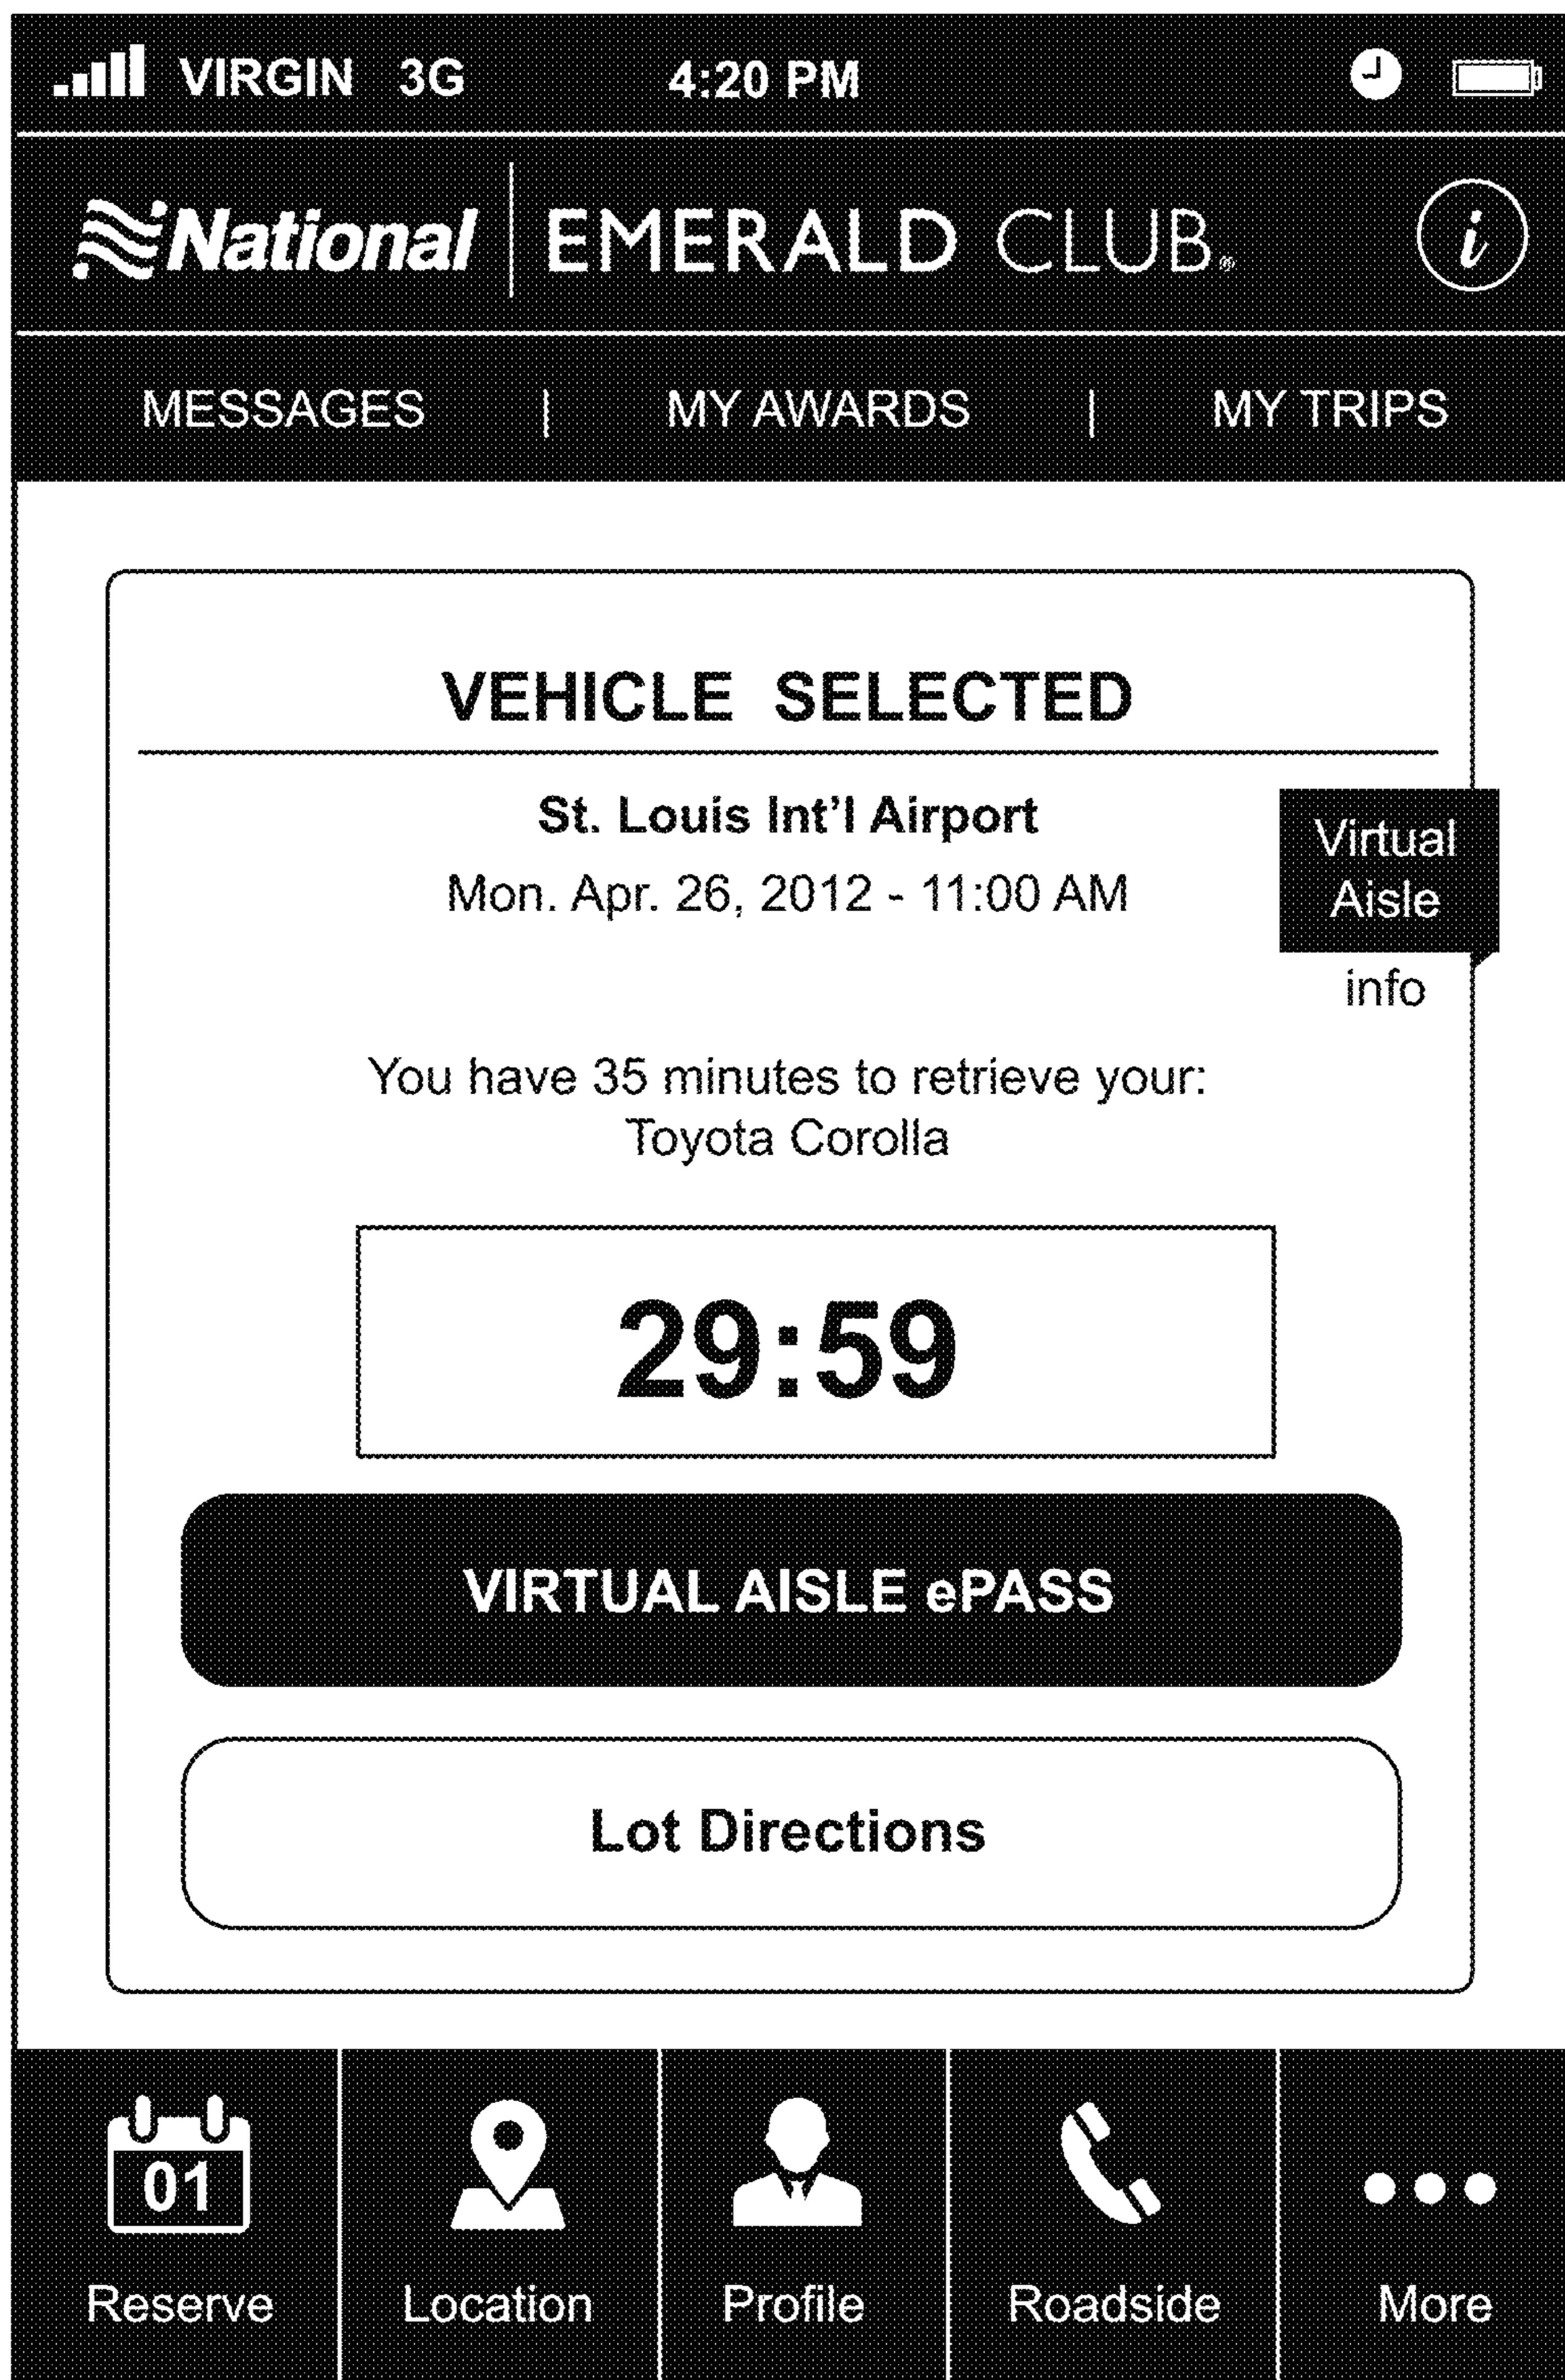 VIRGIN 3G 4:20 PM
National EMERALD CLUB®
i
MESSAGES | MY AWARDS | MY TRIPS
VEHICLE SELECTED
St. Louis Int'l Airport
Mon. Apr. 26, 2012 - 11:00 AM
Virtual
Aisle
info
You have 35 minutes to retrieve your:
Toyota Corolla
29:59
VIRTUAL AISLE ePASS
Lot Directions
01
Reserve Location Profile Roadside More